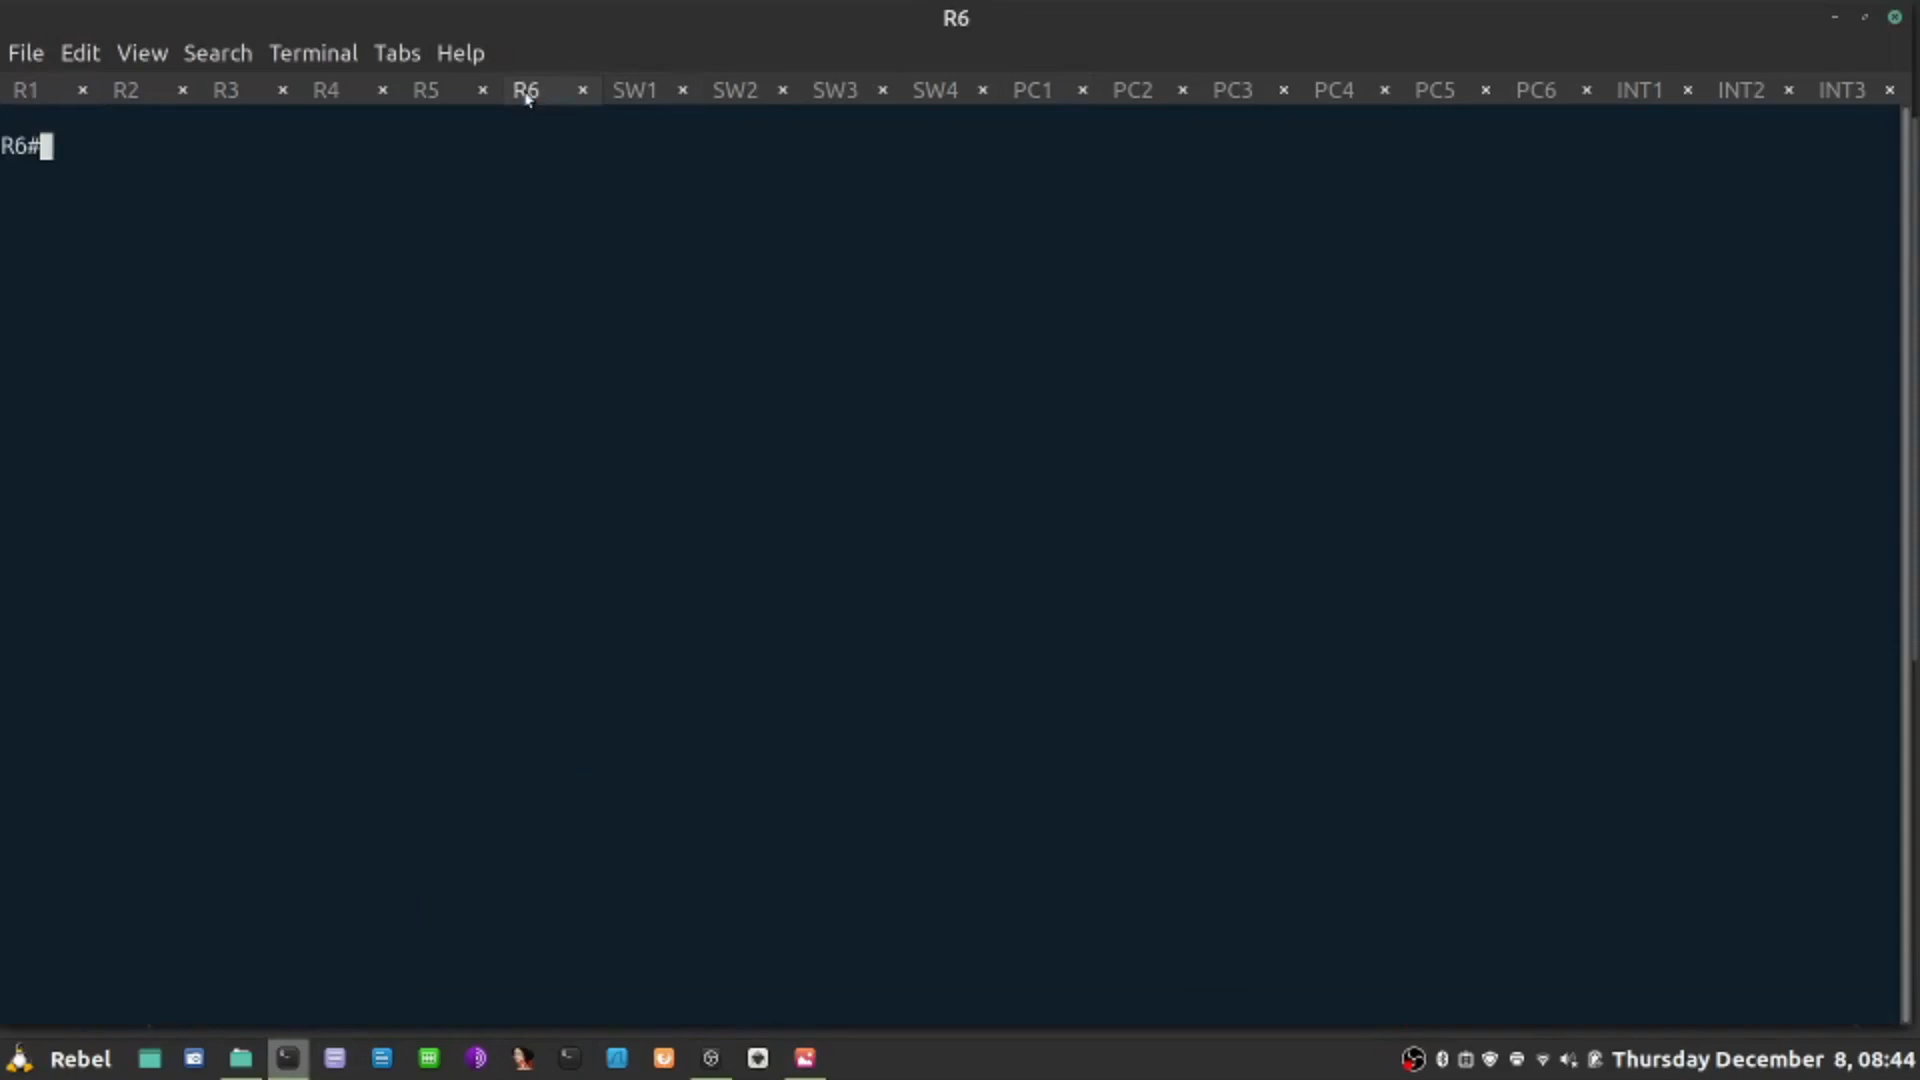 R6
File Edit View Search Terminal Tabs Help
R1 × R2 × R3 × R4 × R5 × R6 × SW1 × SW2 × SW3 × SW4 × PC1 × PC2 × PC3 × PC4 × PC5 × PC6 × INT1 × INT2 × INT3 ×
R6#
Rebel Thursday December 8, 08:44